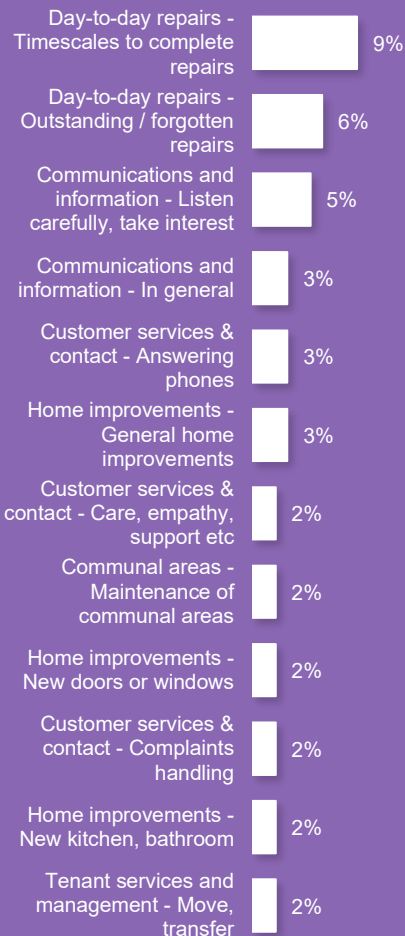 Day-to-day repairs -
Timescales to complete
repairs
9%
Day-to-day repairs -
Outstanding / forgotten
repairs
6%
Communications and
information - Listen
carefully, take interest
5%
Communications and
information - In general
3%
Customer services &
contact - Answering
phones
3%
Home improvements -
General home
improvements
3%
Customer services &
contact - Care, empathy,
support etc
2%
Communal areas -
Maintenance of
communal areas
2%
Home improvements -
New doors or windows
2%
Customer services &
contact - Complaints
handling
2%
Home improvements -
New kitchen, bathroom
2%
Tenant services and
management - Move,
transfer
2%